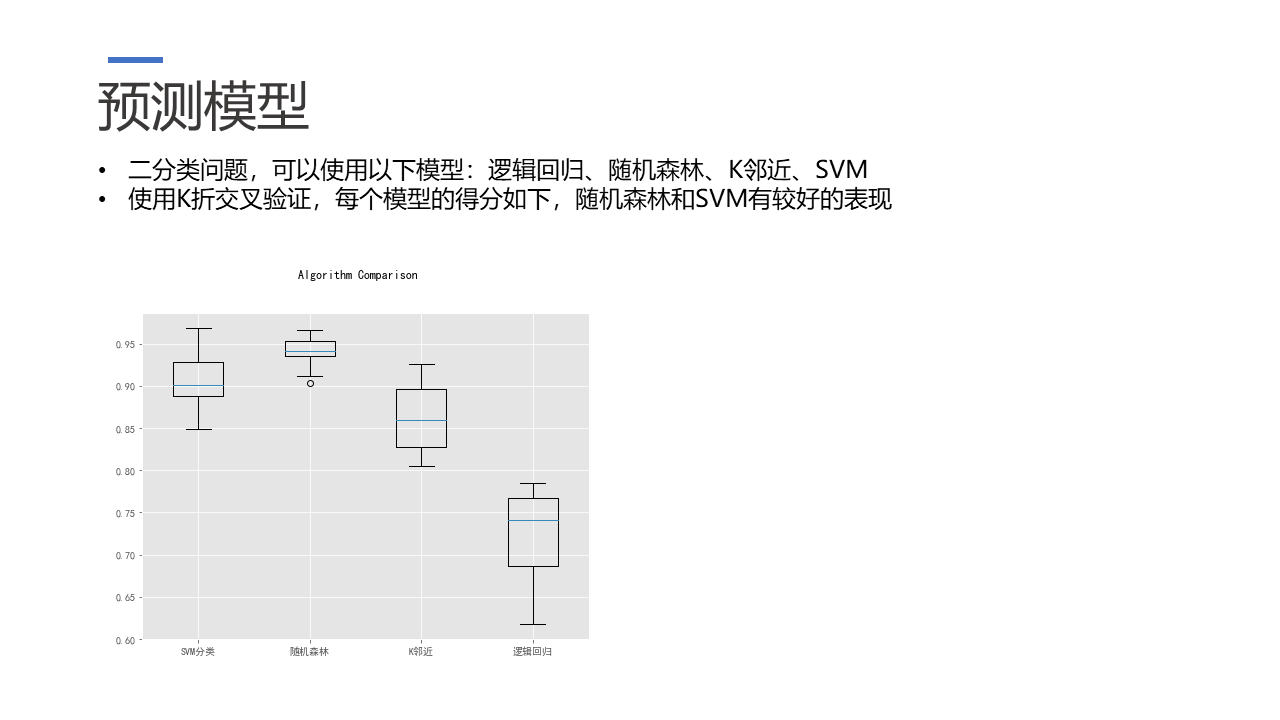 预测模型
• 二分类问题，可以使用以下模型：逻辑回归、随机森林、K邻近、SVM
• 使用K折交叉验证，每个模型的得分如下，随机森林和SVM有较好的表现
Algorithm Comparison
0.95
0.90
0.85
0.80
0.75
0.70
0.65
0.60
SVM分类 随机森林 K邻近 逻辑回归